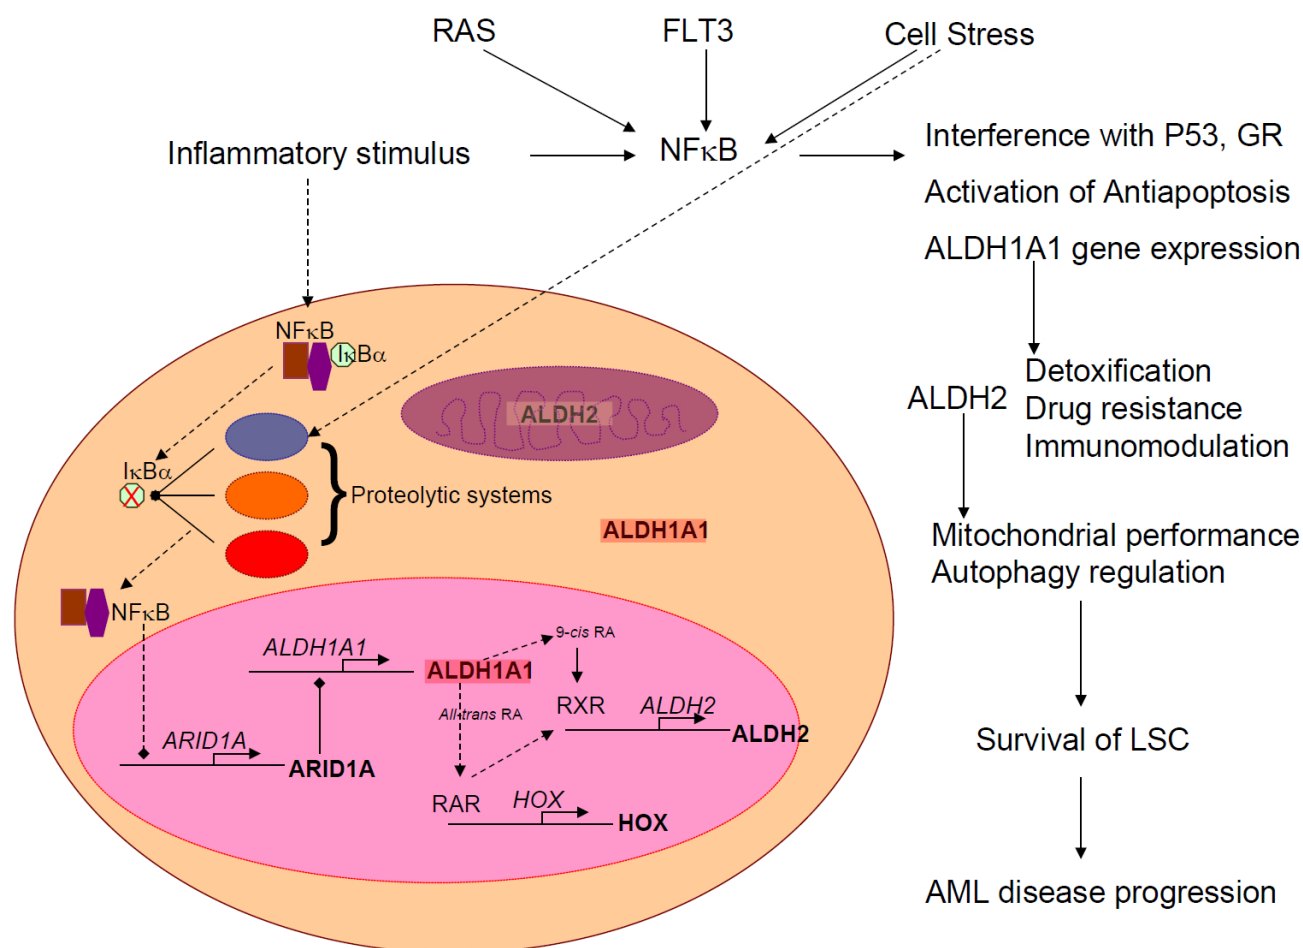 RAS
FLT3
Cell Stress
Inflammatory stimulus
NFκB
Interference with P53, GR
Activation of Antiapoptosis
ALDH1A1 gene expression
NFκB
IκBα
ALDH2
Detoxification
Drug resistance
Immunomodulation
ALDH2
IκBα
Proteolytic systems
ALDH1A1
Mitochondrial performance
Autophagy regulation
NFκB
ALDH1A1
ALDH1A1
9-cis RA
All-trans RA
RXR
ALDH2
ALDH2
ARID1A
ARID1A
RAR
HOX
HOX
Survival of LSC
AML disease progression